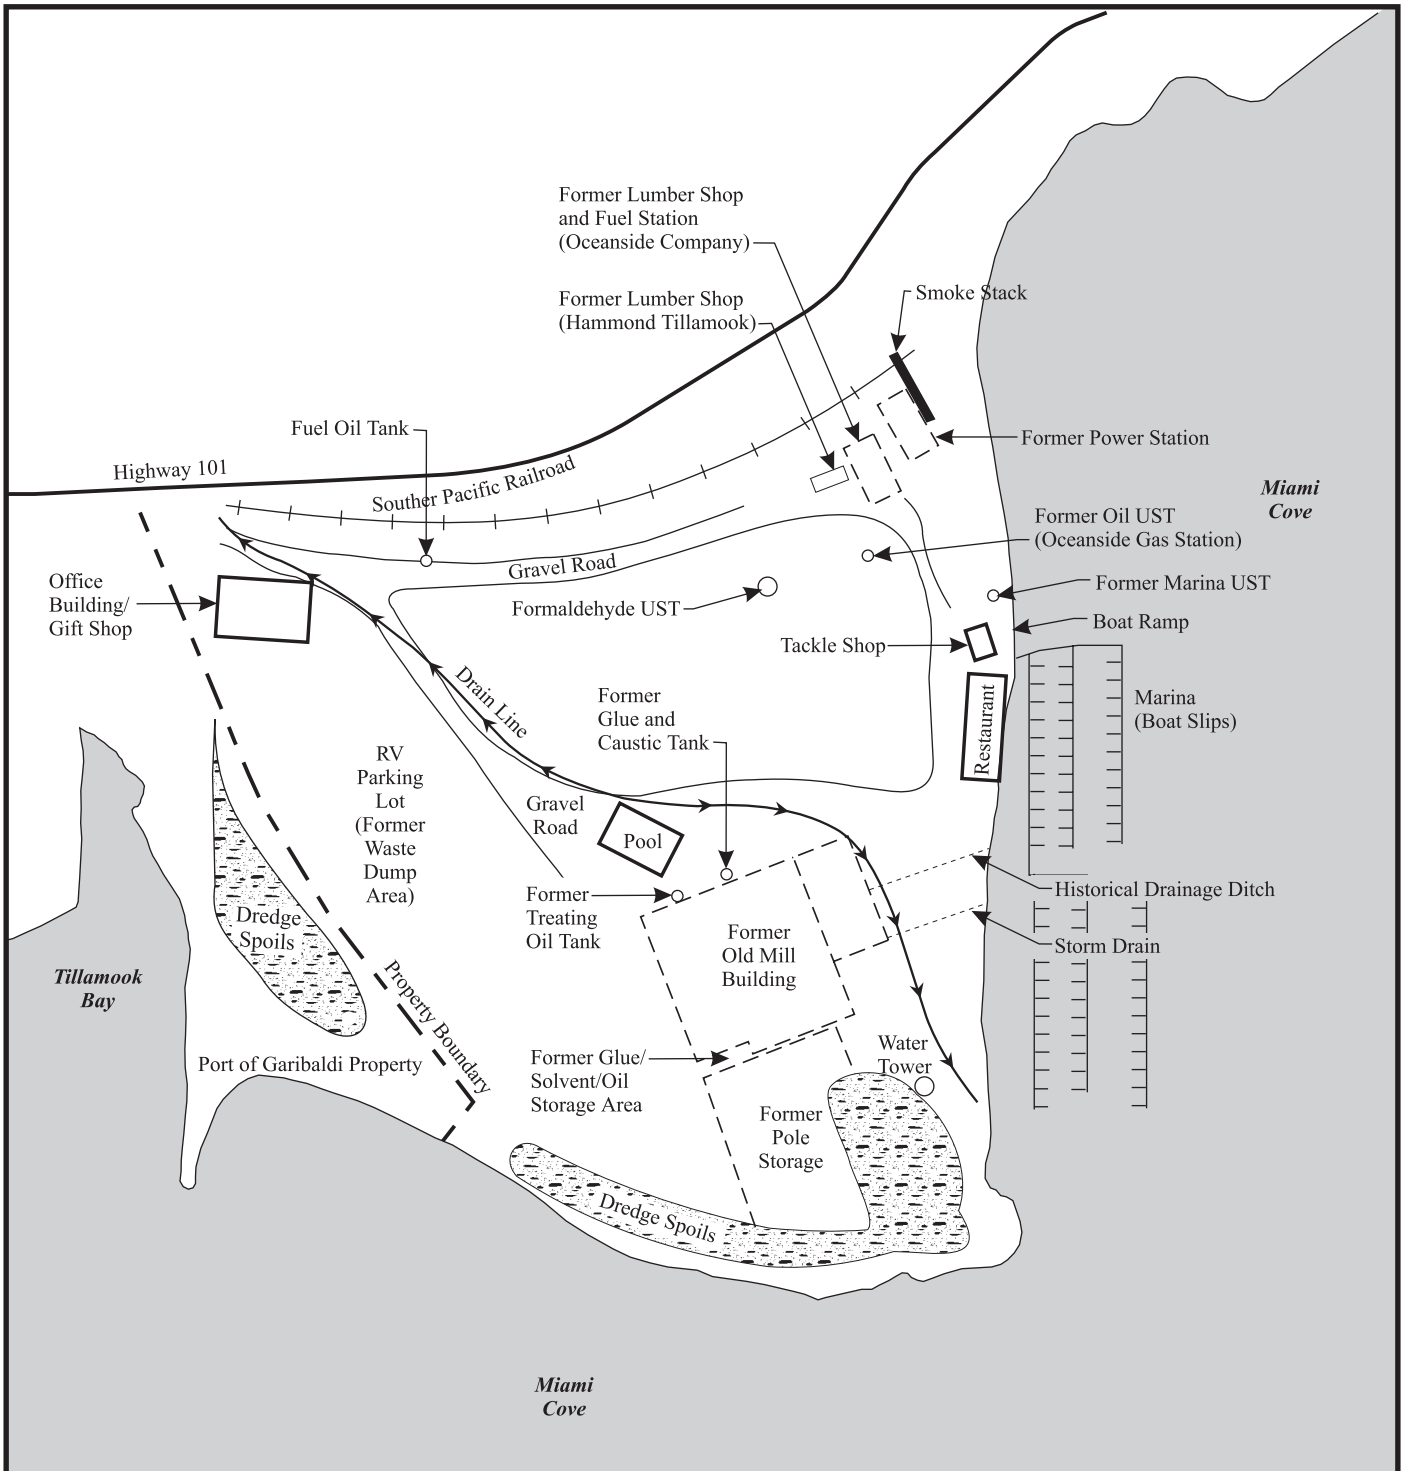 Former Lumber Shop
and Fuel Station
(Oceanside Company)
Former Lumber Shop
(Hammond Tillamook)
Smoke Stack
Fuel Oil Tank
Former Power Station
Highway 101
Souther Pacific Railroad
Miami
Cove
Former Oil UST
(Oceanside Gas Station)
Gravel Road
Office
Building/
Gift Shop
Formaldehyde UST
Former Marina UST
Boat Ramp
Tackle Shop
Drain Line
Former
Glue and
Caustic Tank
Restaurant
Marina
(Boat Slips)
RV
Parking
Lot
(Former
Waste
Dump
Area)
Gravel
Road
Pool
Former
Treating
Oil Tank
Historical Drainage Ditch
Storm Drain
Dredge
Spoils
Former
Old Mill
Building
Tillamook
Bay
Property Boundary
Port of Garibaldi Property
Former Glue/
Solvent/Oil
Storage Area
Water
Tower
Former
Pole
Storage
Dredge Spoils
Miami
Cove